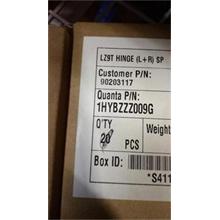 LZ9T HINGE (L+R) SP
Customer P/N:
90203117
Quanta P/N:
1HYBZZZ009G
Q'TY Weight
20 PCS
Box ID:
*S411